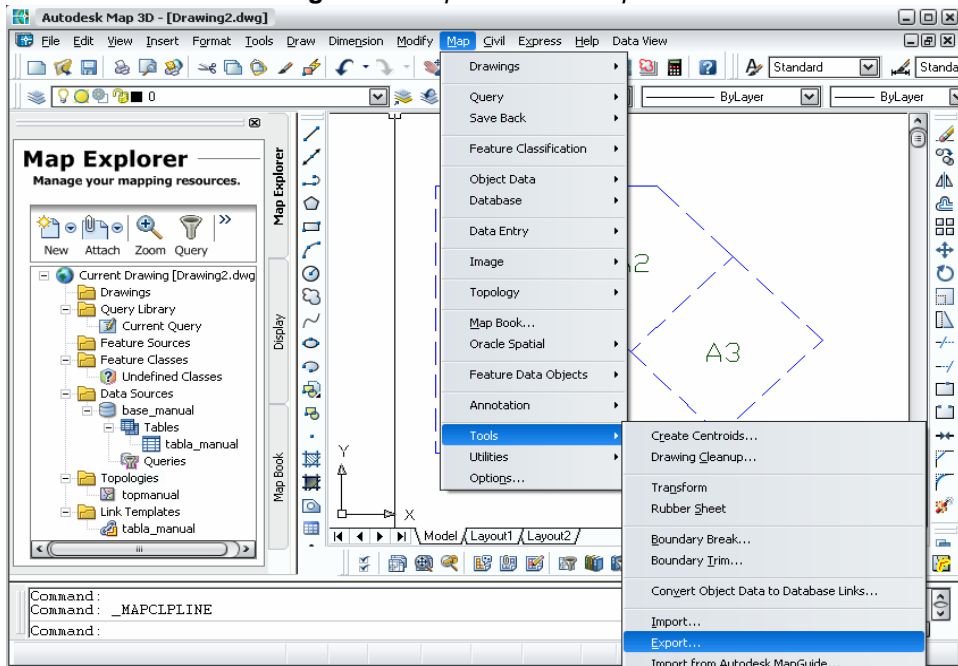 Autodesk Map 3D - [Drawing2.dwg]
File Edit View Insert Format Tools Draw Dimension Modify Map Civil Express Help Data View
Standard Standa
0 ByLayer ByLayer
Map Explorer
Manage your mapping resources.
New Attach Zoom Query
Current Drawing [Drawing2.dwg
Drawings
Query Library
Current Query
Feature Sources
Feature Classes
Undefined Classes
Data Sources
base_manual
Tables
tabla_manual
Queries
Topologies
topmanual
Link Templates
tabla_manual
Map Explorer
Display
Map Book
Drawings
Query
Save Back
Feature Classification
Object Data
Database
Data Entry
Image
Topology
Map Book...
Oracle Spatial
Feature Data Objects
Annotation
Tools
Utilities
Options...
2
A3
Y
X
Model Layout1 Layout2
Create Centroids...
Drawing Cleanup...
Transform
Rubber Sheet
Boundary Break...
Boundary Trim...
Convert Object Data to Database Links...
Import...
Export...
Import from Autodesk MapGuide...
Command:
Command: _MAPCLPLINE
Command: